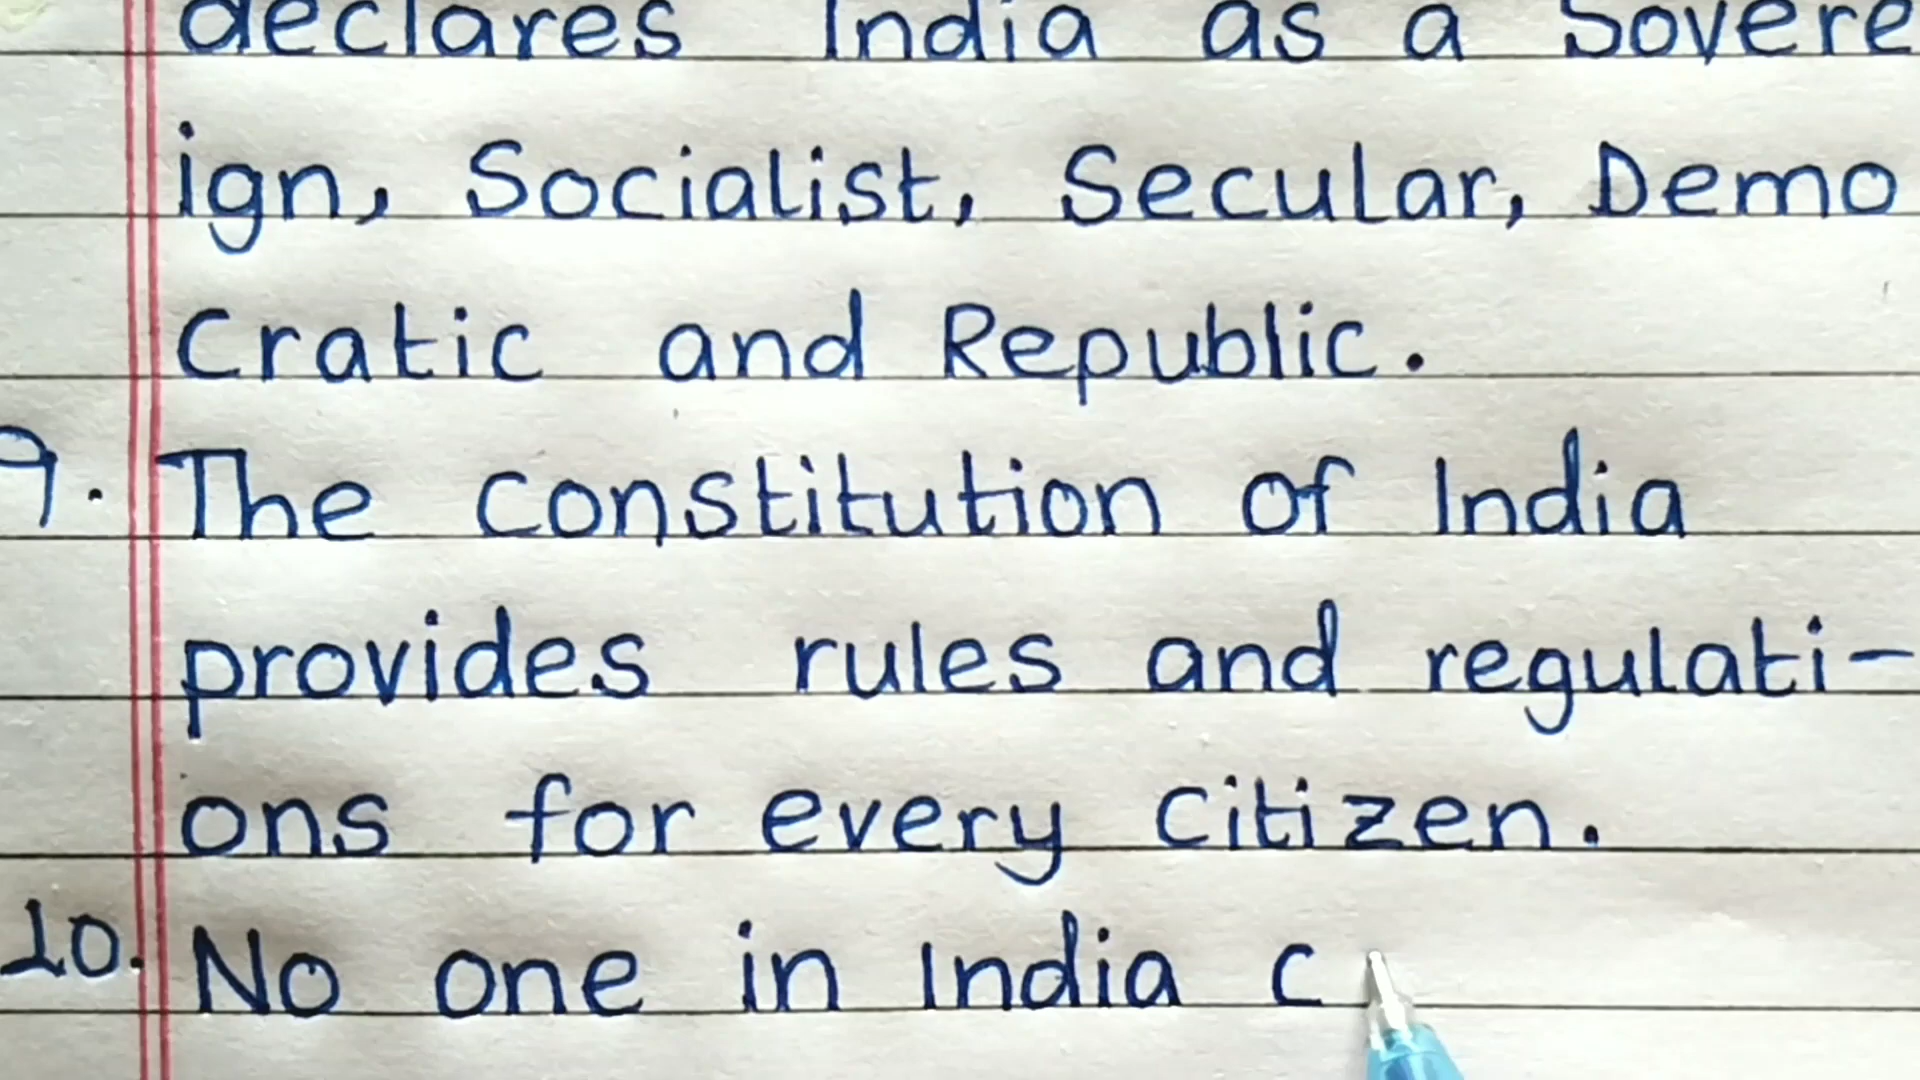 declares India as a Sovere
ign, Socialist, Secular, Demo
Cratic and Republic.
9. The constitution of India
provides rules and regulati-
ons for every citizen.
10. No one in India c